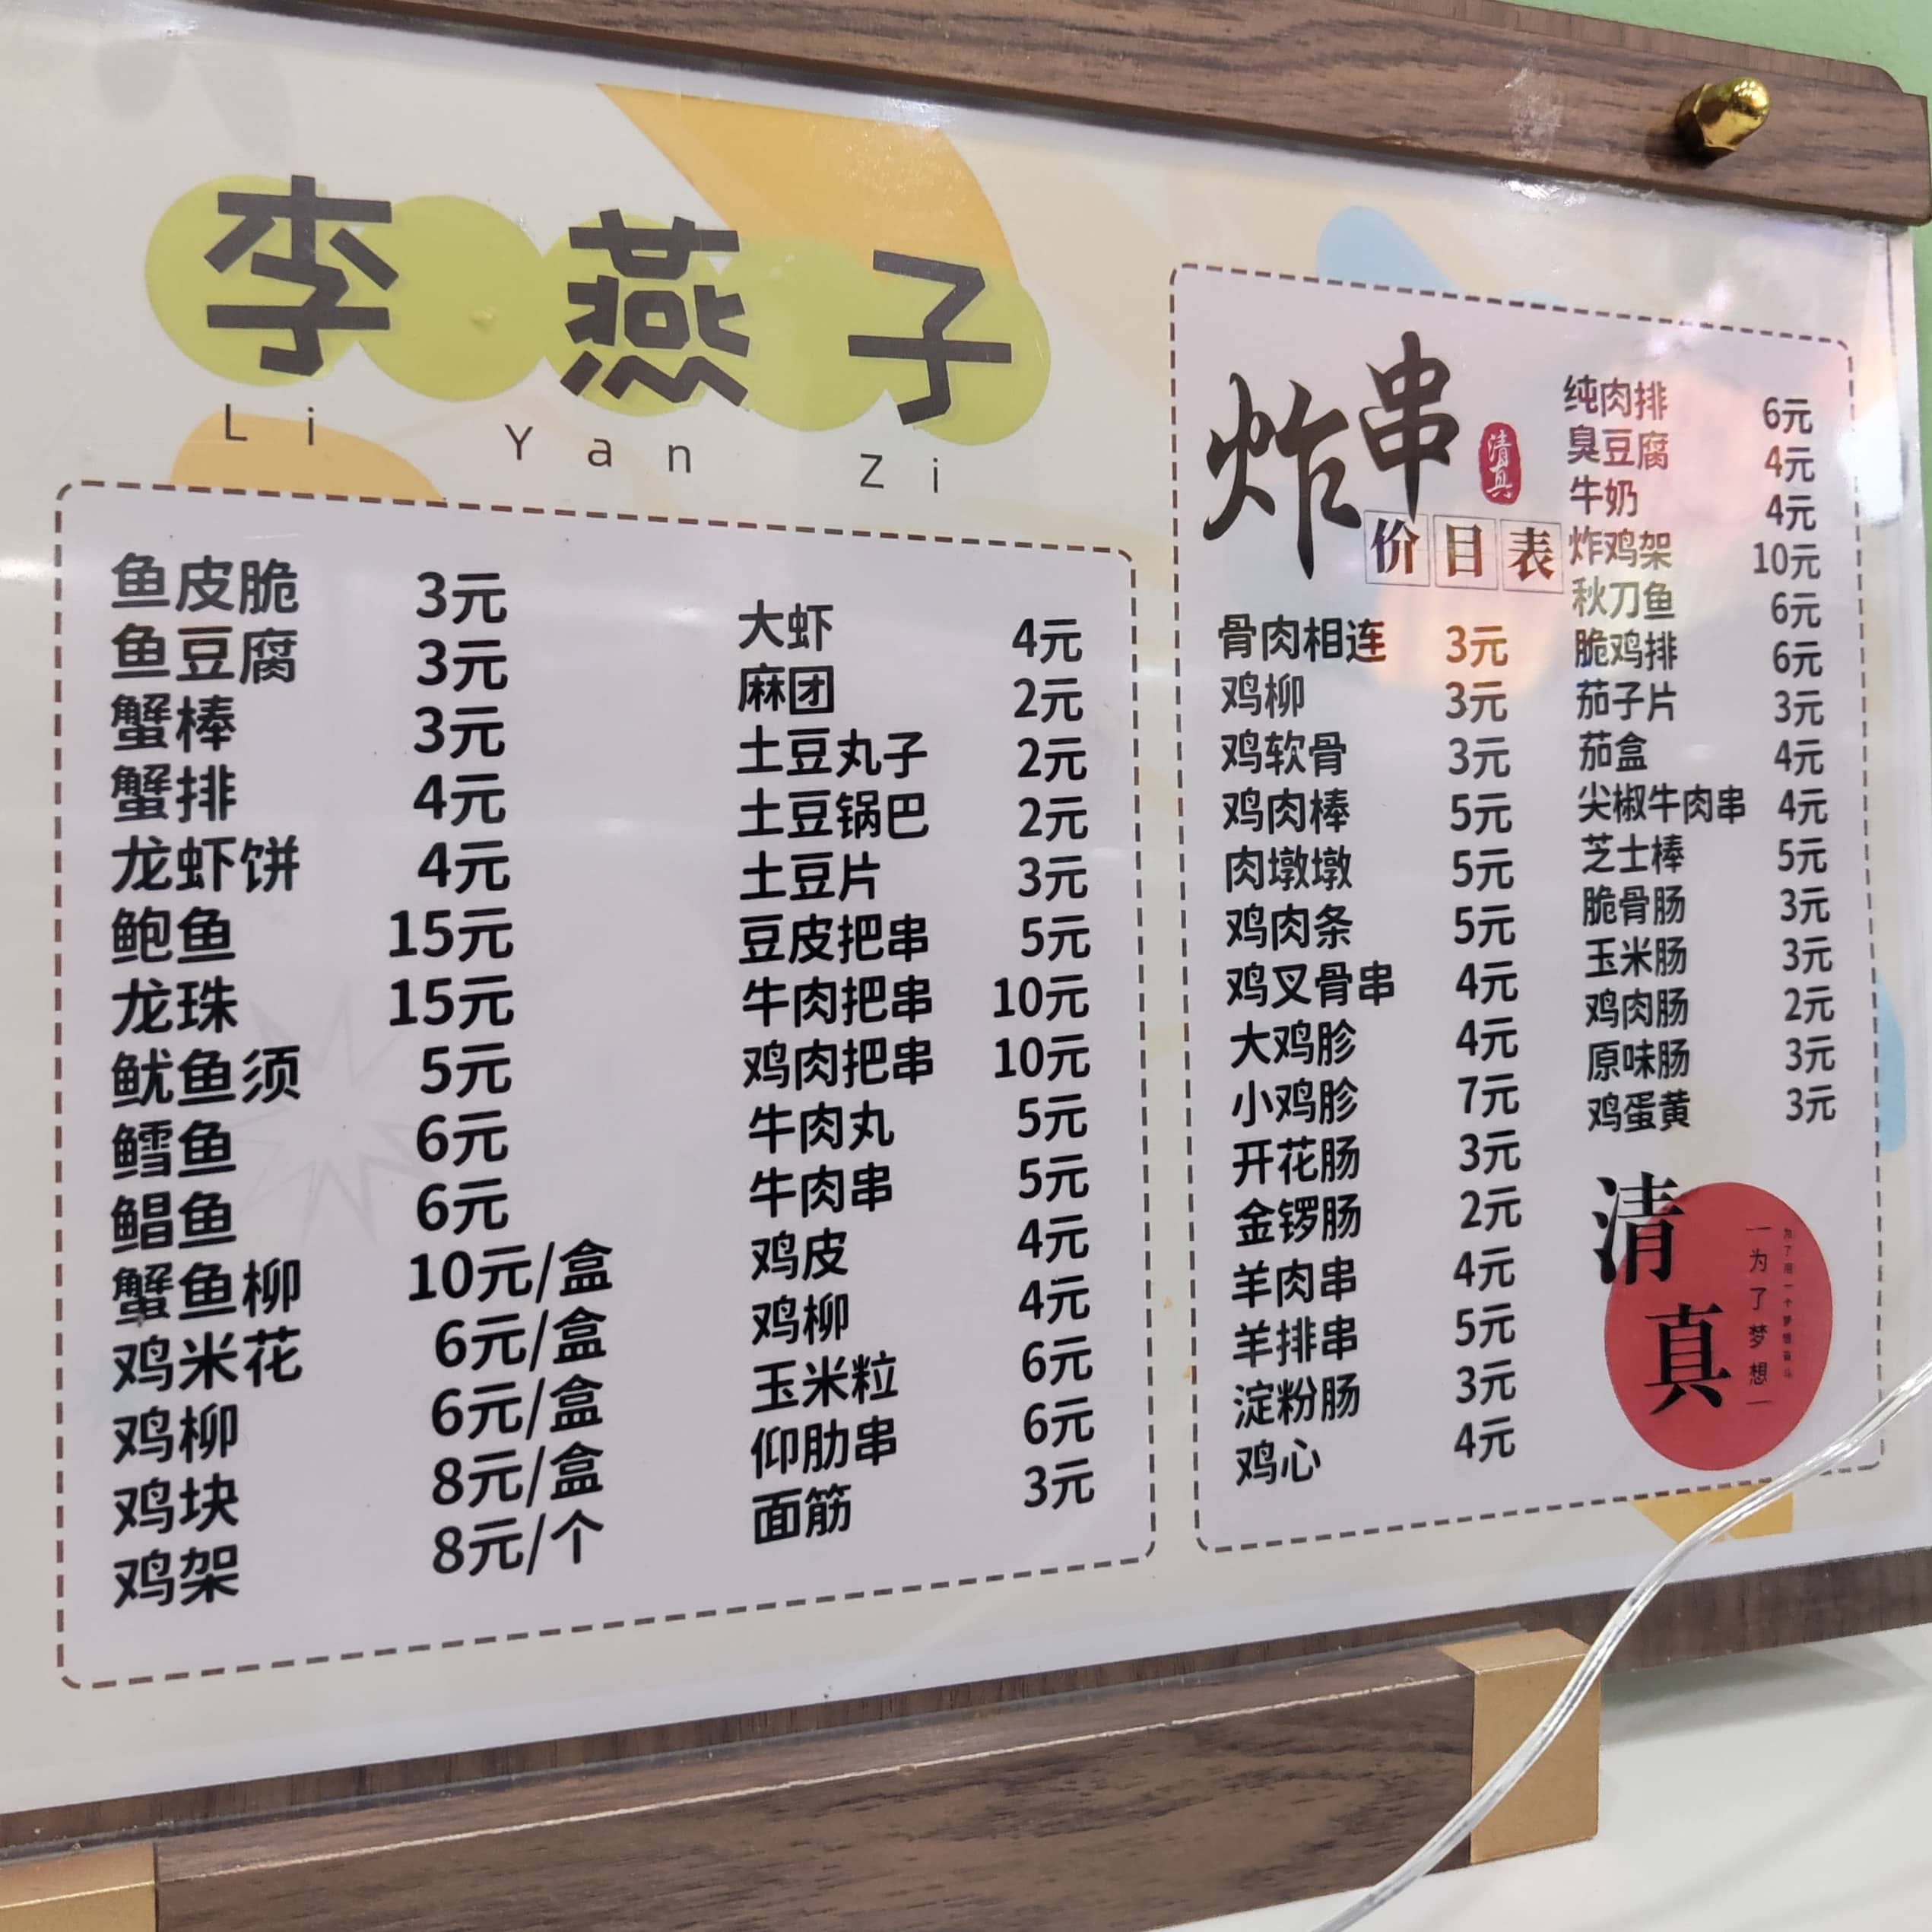 李燕子
Li Yan Zi
鱼皮脆 3元
鱼豆腐 3元
蟹棒 3元
蟹排 4元
龙虾饼 4元
鲍鱼 15元
龙珠 15元
鱿鱼须 5元
鳕鱼 6元
鲳鱼 6元
蟹鱼柳 10元/盒
鸡米花 6元/盒
鸡柳 6元/盒
鸡块 8元/盒
鸡架 8元/个
大虾 4元
麻团 2元
土豆丸子 2元
土豆锅巴 2元
土豆片 3元
豆皮把串 5元
牛肉把串 10元
鸡肉把串 10元
牛肉丸 5元
牛肉串 5元
鸡皮 4元
鸡柳 4元
玉米粒 6元
仰肋串 6元
面筋 3元
炸串
清真
价目表
骨肉相连 3元
鸡柳 3元
鸡软骨 3元
鸡肉棒 5元
肉墩墩 5元
鸡肉条 5元
鸡叉骨串 4元
大鸡胗 4元
小鸡胗 7元
开花肠 3元
金锣肠 2元
羊肉串 4元
羊排串 5元
淀粉肠 3元
鸡心 4元
纯肉排 6元
臭豆腐 4元
牛奶 4元
炸鸡架 10元
秋刀鱼 6元
脆鸡排 6元
茄子片 3元
茄盒 4元
尖椒牛肉串 4元
芝士棒 5元
脆骨肠 3元
玉米肠 3元
鸡肉肠 2元
原味肠 3元
鸡蛋黄 3元
清真
为了梦想